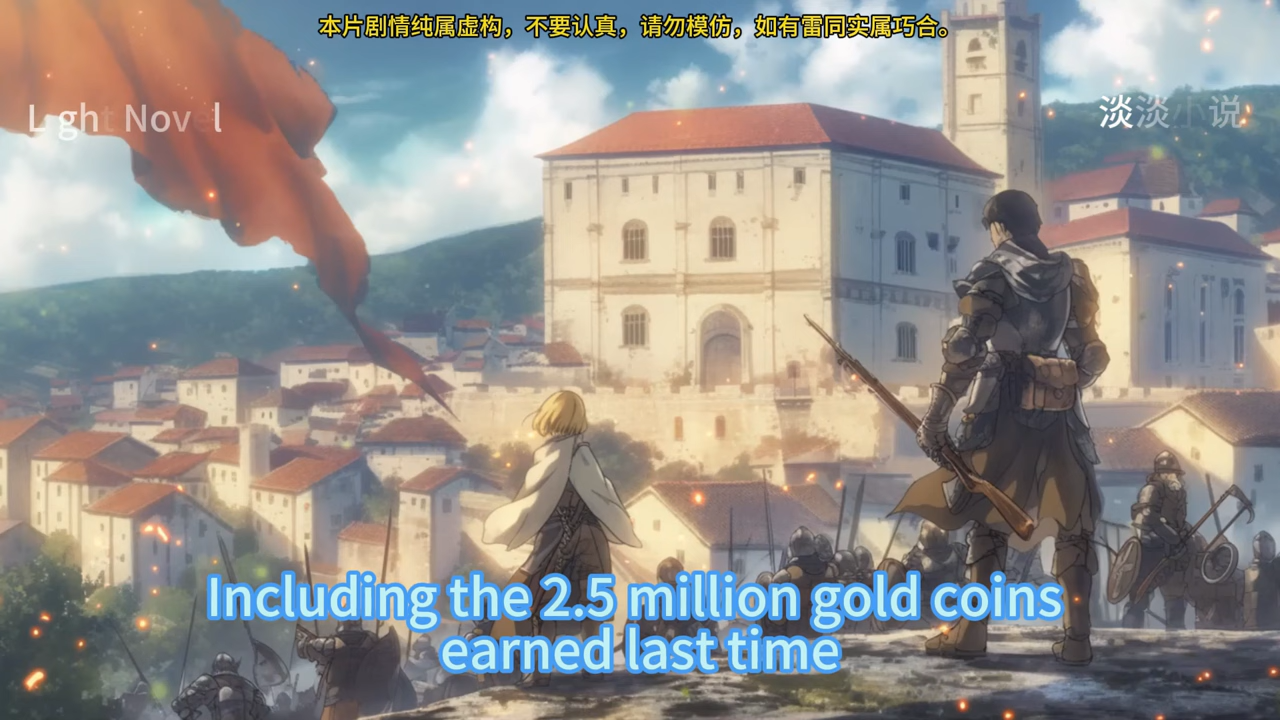 本片剧情纯属虚构，不要认真，请勿模仿，如有雷同实属巧合。
Light Novel
淡淡小说
Including the 2.5 million gold coins
earned last time